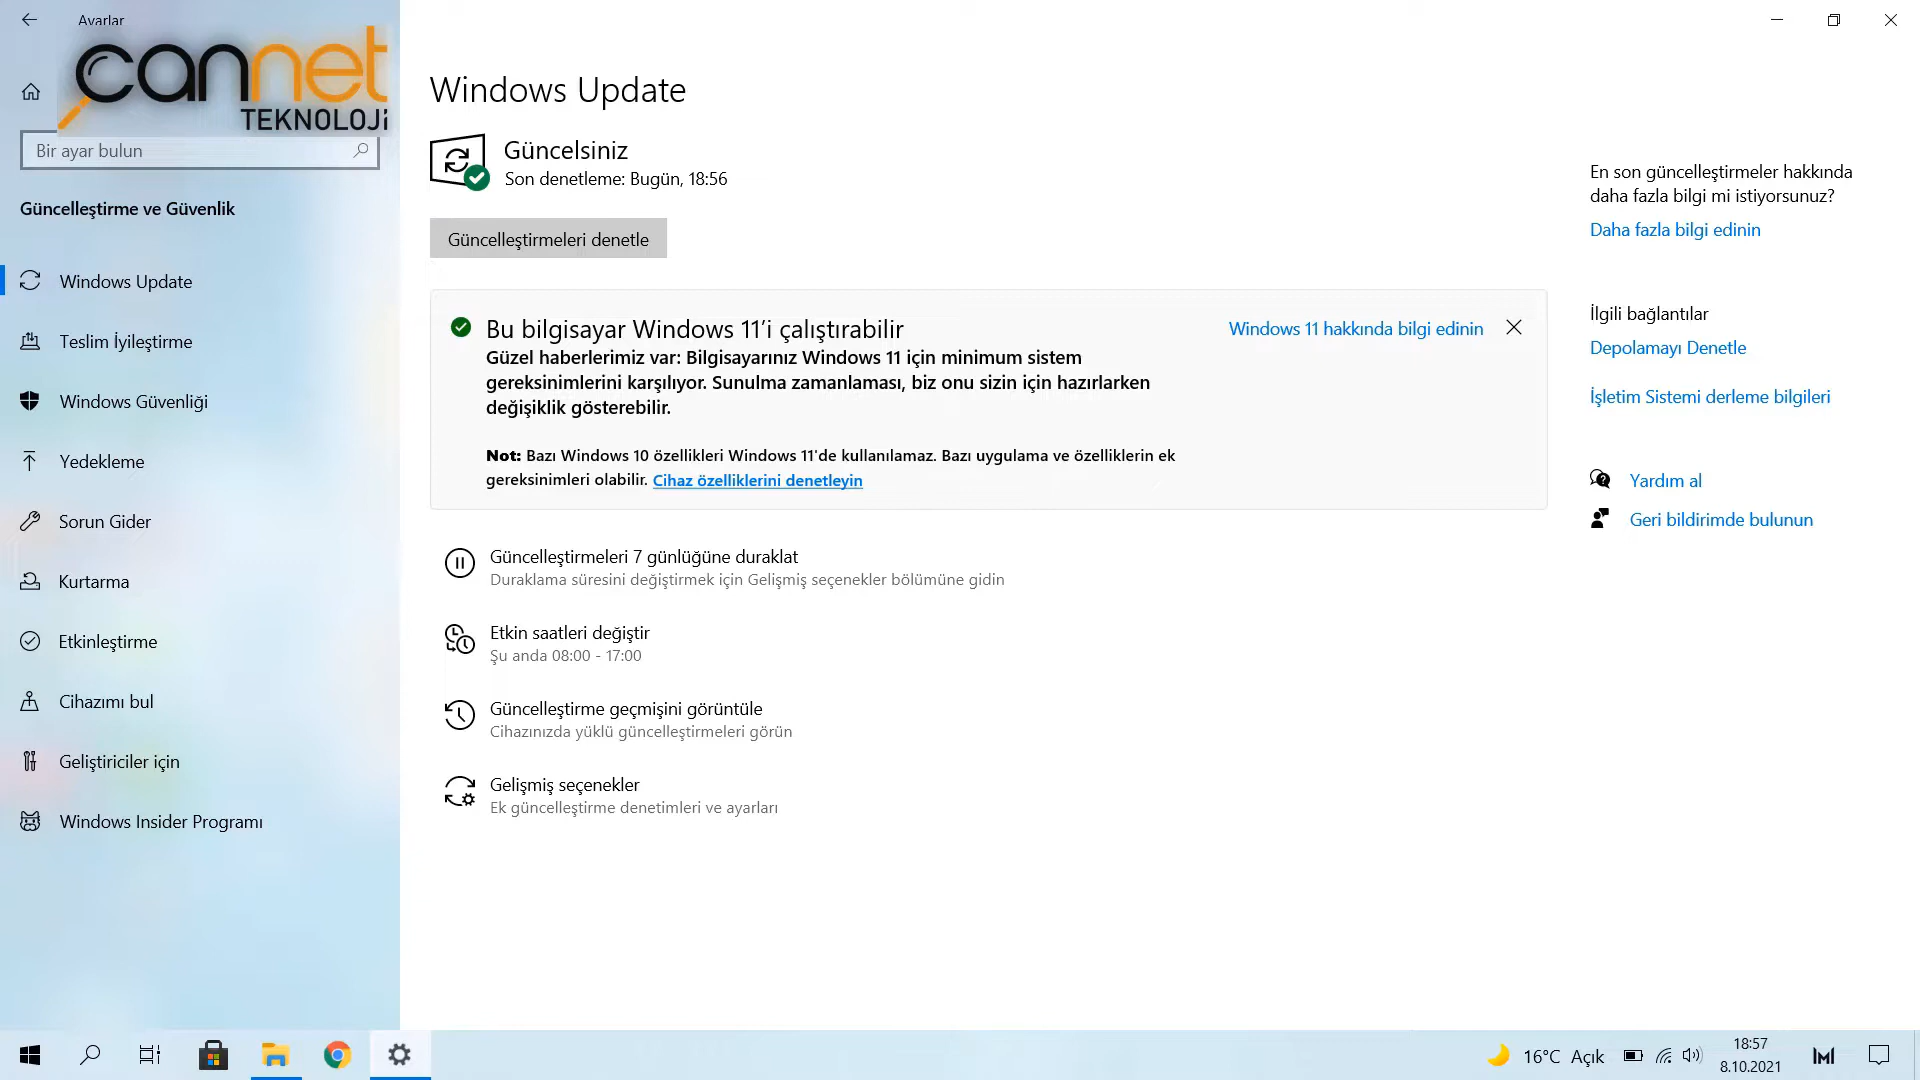 Ayarlar
cannet
TEKNOLOJİ
Bir ayar bulun
Güncelleştirme ve Güvenlik
Windows Update
Teslim İyileştirme
Windows Güvenliği
Yedekleme
Sorun Gider
Kurtarma
Etkinleştirme
Cihazımı bul
Geliştiriciler için
Windows Insider Programı
Windows Update
Güncelsiniz
Son denetleme: Bugün, 18:56
Güncelleştirmeleri denetle
Bu bilgisayar Windows 11’i çalıştırabilir
Windows 11 hakkında bilgi edinin
Güzel haberlerimiz var: Bilgisayarınız Windows 11 için minimum sistem
gereksinimlerini karşılıyor. Sunulma zamanlaması, biz onu sizin için hazırlarken
değişiklik gösterebilir.
Not: Bazı Windows 10 özellikleri Windows 11'de kullanılamaz. Bazı uygulama ve özelliklerin ek
gereksinimleri olabilir. Cihaz özelliklerini denetleyin
Güncelleştirmeleri 7 günlüğüne duraklat
Duraklama süresini değiştirmek için Gelişmiş seçenekler bölümüne gidin
Etkin saatleri değiştir
Şu anda 08:00 - 17:00
Güncelleştirme geçmişini görüntüle
Cihazınızda yüklü güncelleştirmeleri görün
Gelişmiş seçenekler
Ek güncelleştirme denetimleri ve ayarları
En son güncelleştirmeler hakkında
daha fazla bilgi mi istiyorsunuz?
Daha fazla bilgi edinin
İlgili bağlantılar
Depolamayı Denetle
İşletim Sistemi derleme bilgileri
Yardım al
Geri bildirimde bulunun
16°C Açık
18:57
8.10.2021